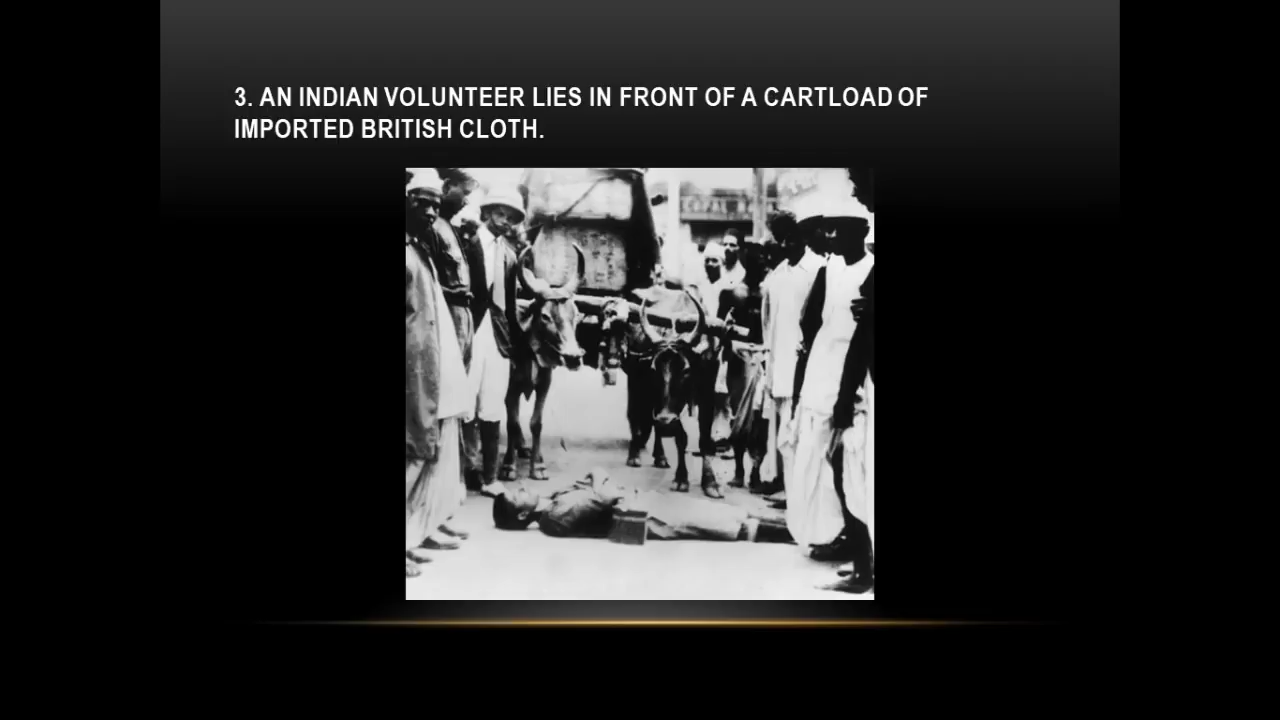 3. AN INDIAN VOLUNTEER LIES IN FRONT OF A CARTLOAD OF
IMPORTED BRITISH CLOTH.